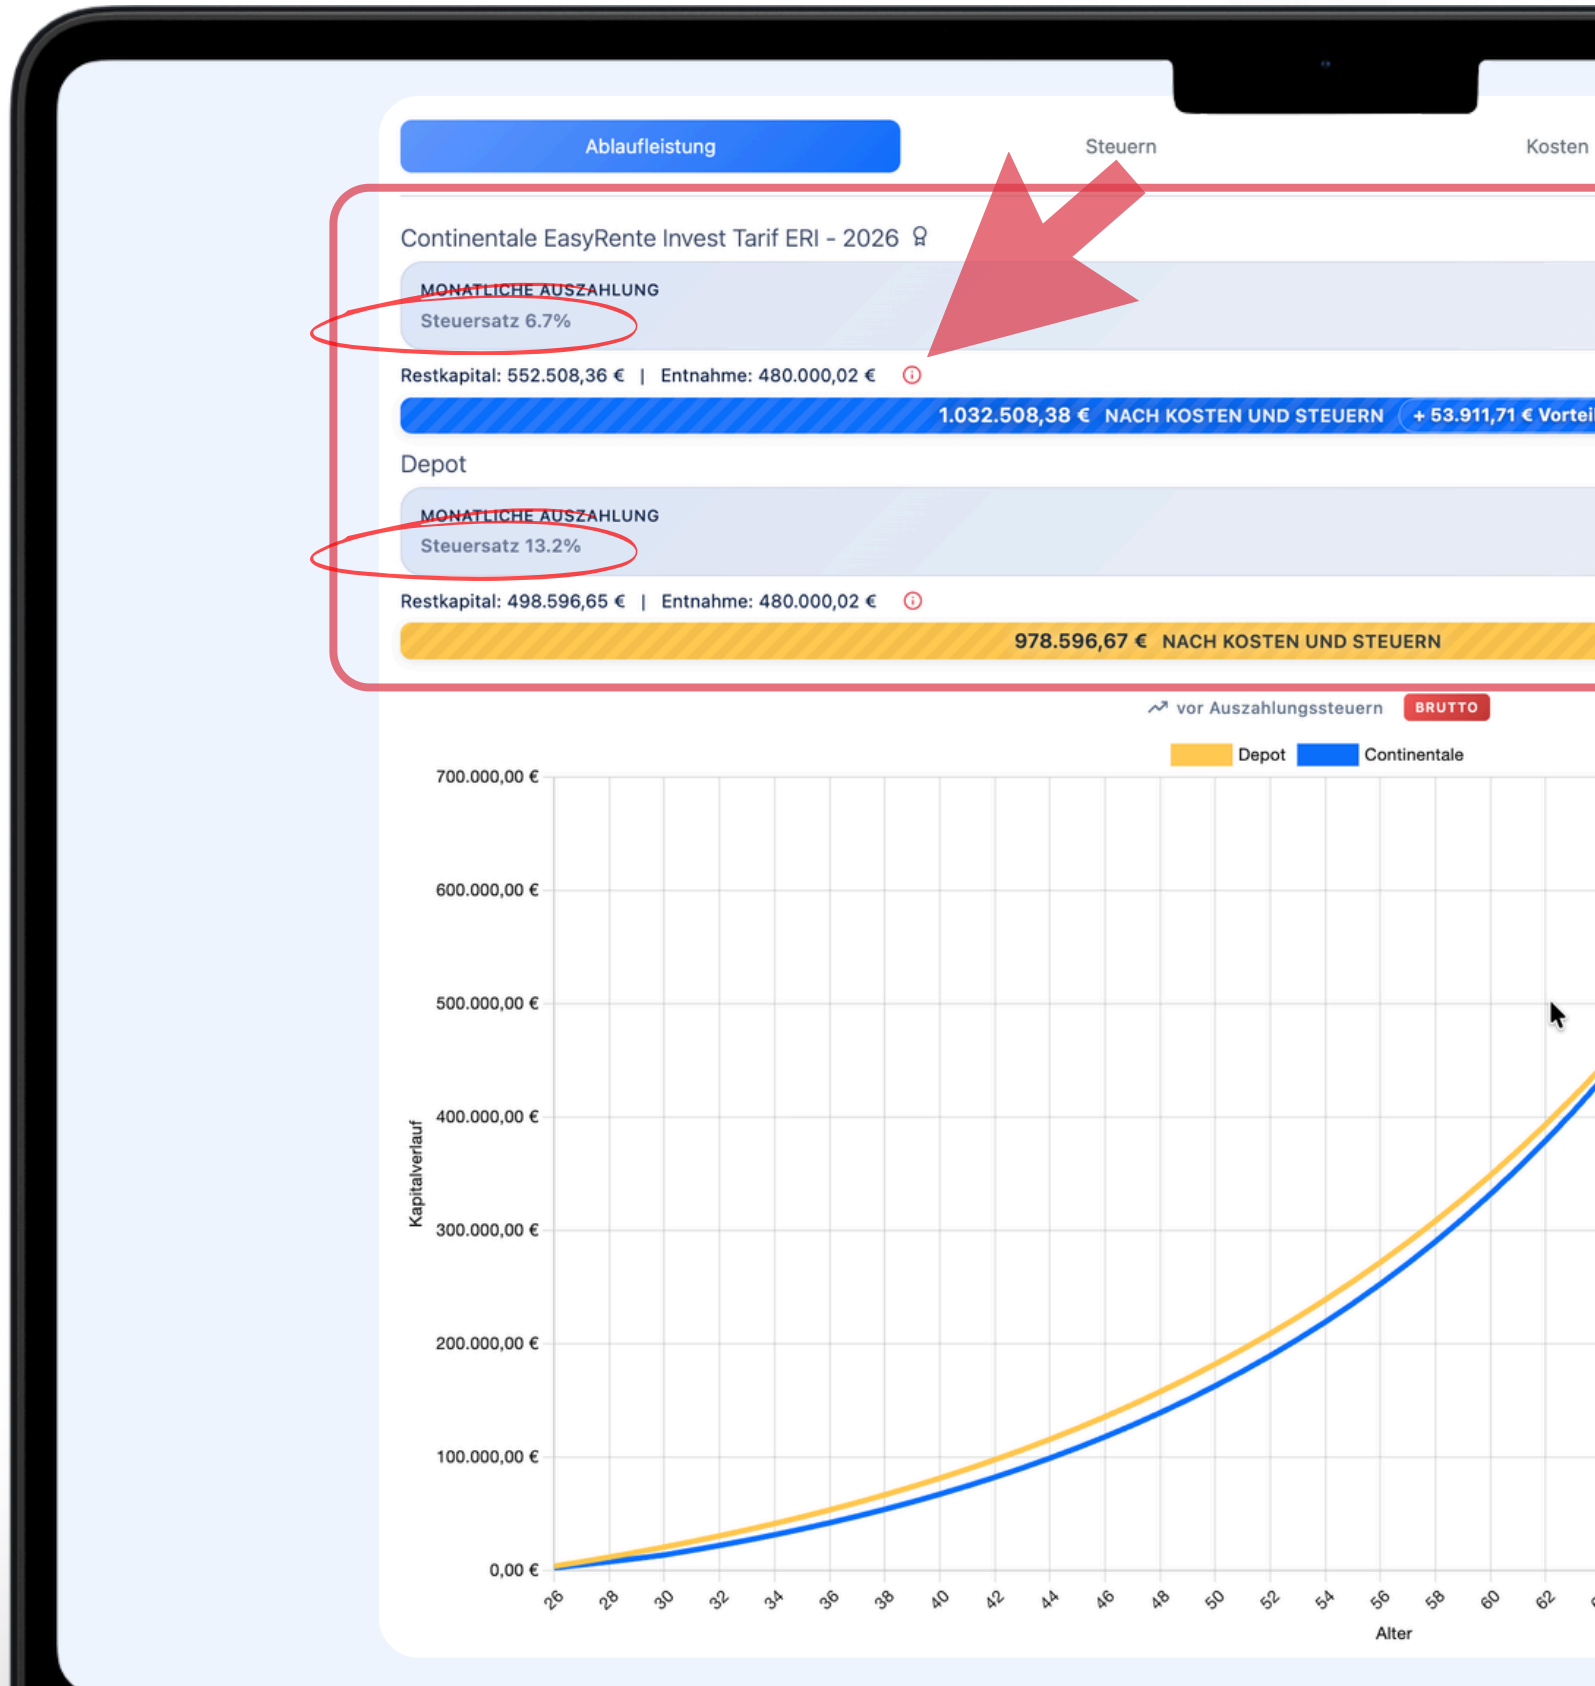 Ablaufleistung Steuern Kosten
Continentale EasyRente Invest Tarif ERI - 2026
MONATLICHE AUSZAHLUNG
Steuersatz 6.7%
Restkapital: 552.508,36 € | Entnahme: 480.000,02 €
1.032.508,38 € NACH KOSTEN UND STEUERN + 53.911,71 € Vorteil
Depot
MONATLICHE AUSZAHLUNG
Steuersatz 13.2%
Restkapital: 498.596,65 € | Entnahme: 480.000,02 €
978.596,67 € NACH KOSTEN UND STEUERN
vor Auszahlungssteuern BRUTTO
Depot Continentale
700.000,00 €
600.000,00 €
500.000,00 €
400.000,00 €
300.000,00 €
200.000,00 €
100.000,00 €
0,00 €
Kapitalverlauf
26 28 30 32 34 36 38 40 42 44 46 48 50 52 54 56 58 60 62
Alter